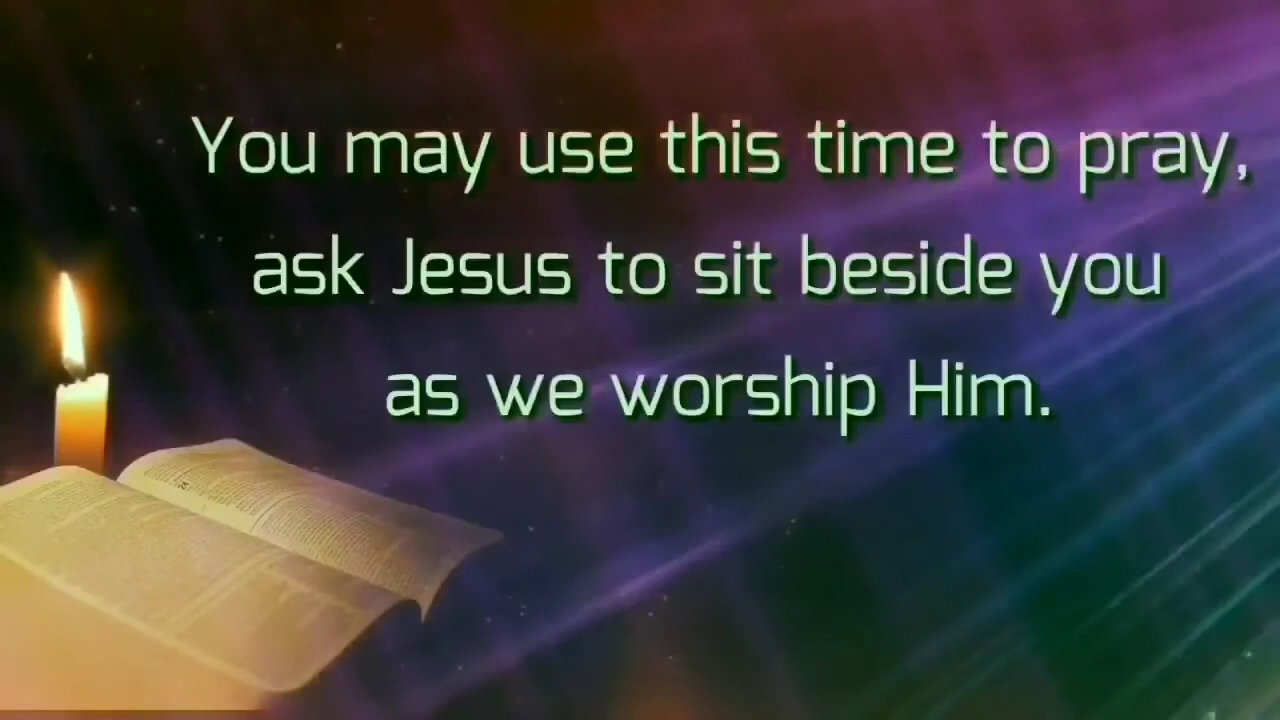 You may use this time to pray,
ask Jesus to sit beside you
as we worship Him.